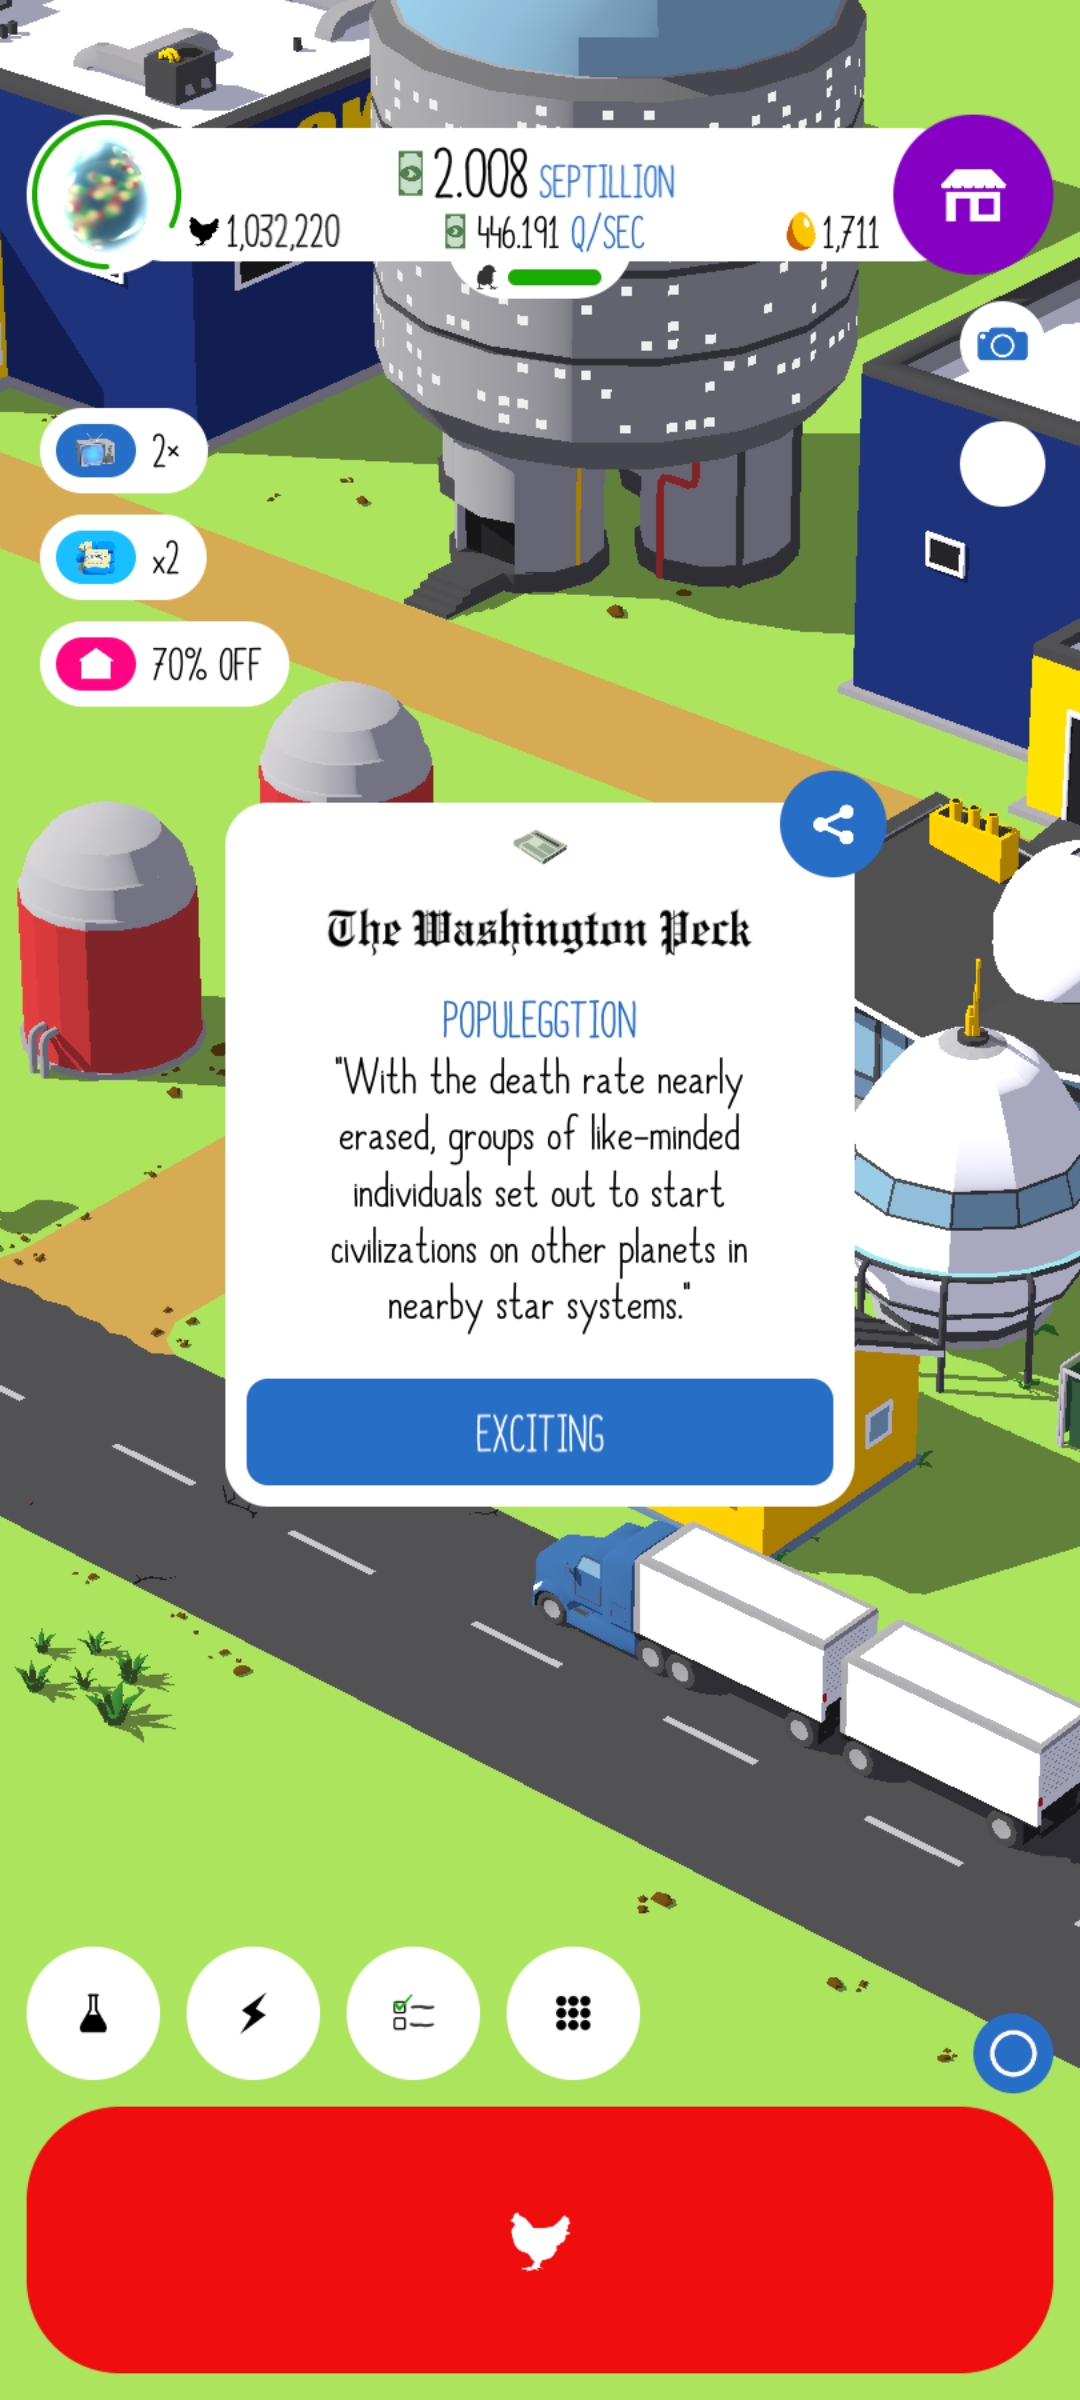 2.008 SEPTILLION
1,032,220
446.191 Q/SEC
1,711
2×
x2
70% OFF
The Washington Peck
POPULEGGTION
"With the death rate nearly
erased, groups of like-minded
individuals set out to start
civilizations on other planets in
nearby star systems."
EXCITING